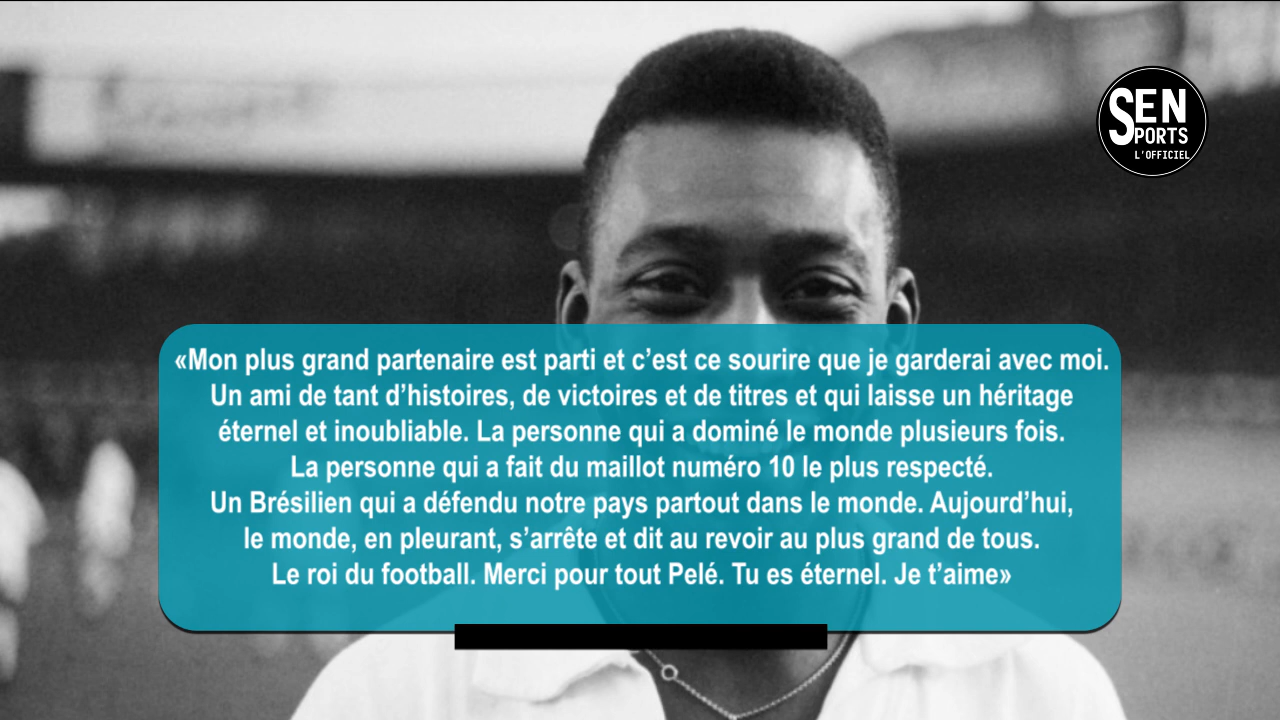 SEN
PORTS
L'OFFICIEL
«Mon plus grand partenaire est parti et c’est ce sourire que je garderai avec moi.
Un ami de tant d’histoires, de victoires et de titres et qui laisse un héritage
éternel et inoubliable. La personne qui a dominé le monde plusieurs fois.
La personne qui a fait du maillot numéro 10 le plus respecté.
Un Brésilien qui a défendu notre pays partout dans le monde. Aujourd’hui,
le monde, en pleurant, s’arrête et dit au revoir au plus grand de tous.
Le roi du football. Merci pour tout Pelé. Tu es éternel. Je t’aime»